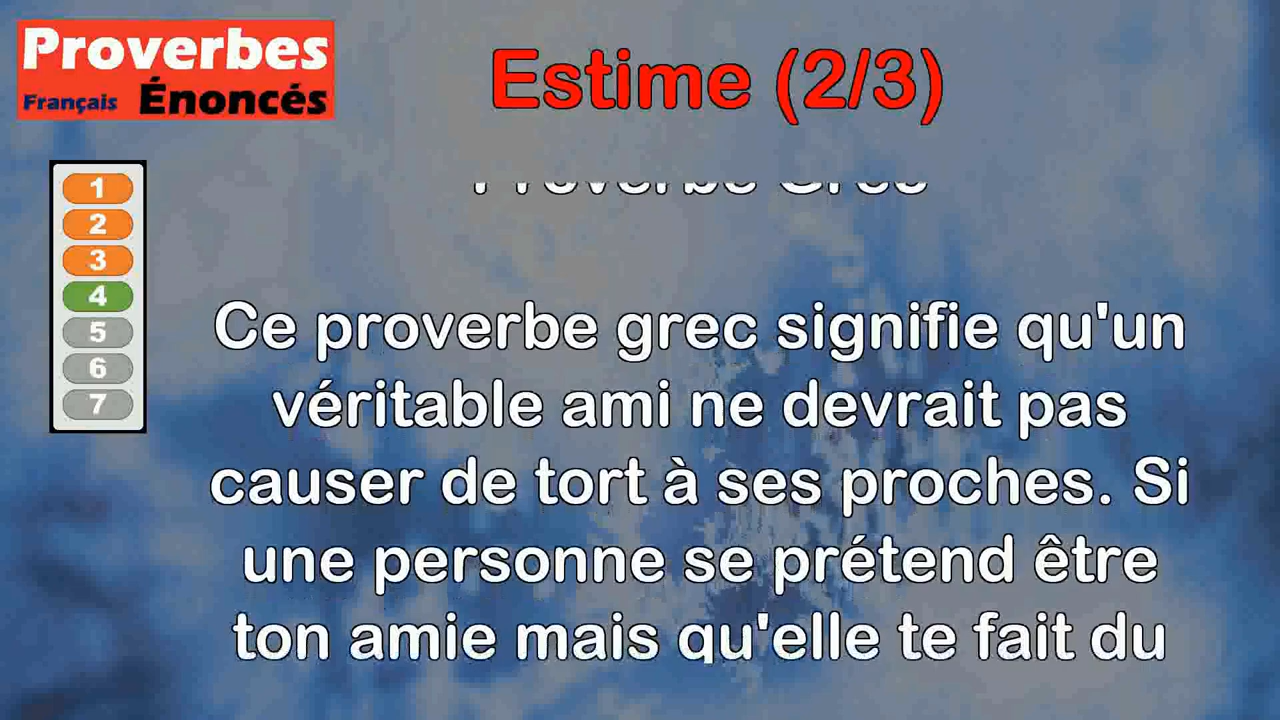 Proverbes
Français Énoncés
Estime (2/3)
1
2
3
4
5
6
7
Proverbe Grec
Ce proverbe grec signifie qu'un
véritable ami ne devrait pas
causer de tort à ses proches. Si
une personne se prétend être
ton amie mais qu'elle te fait du